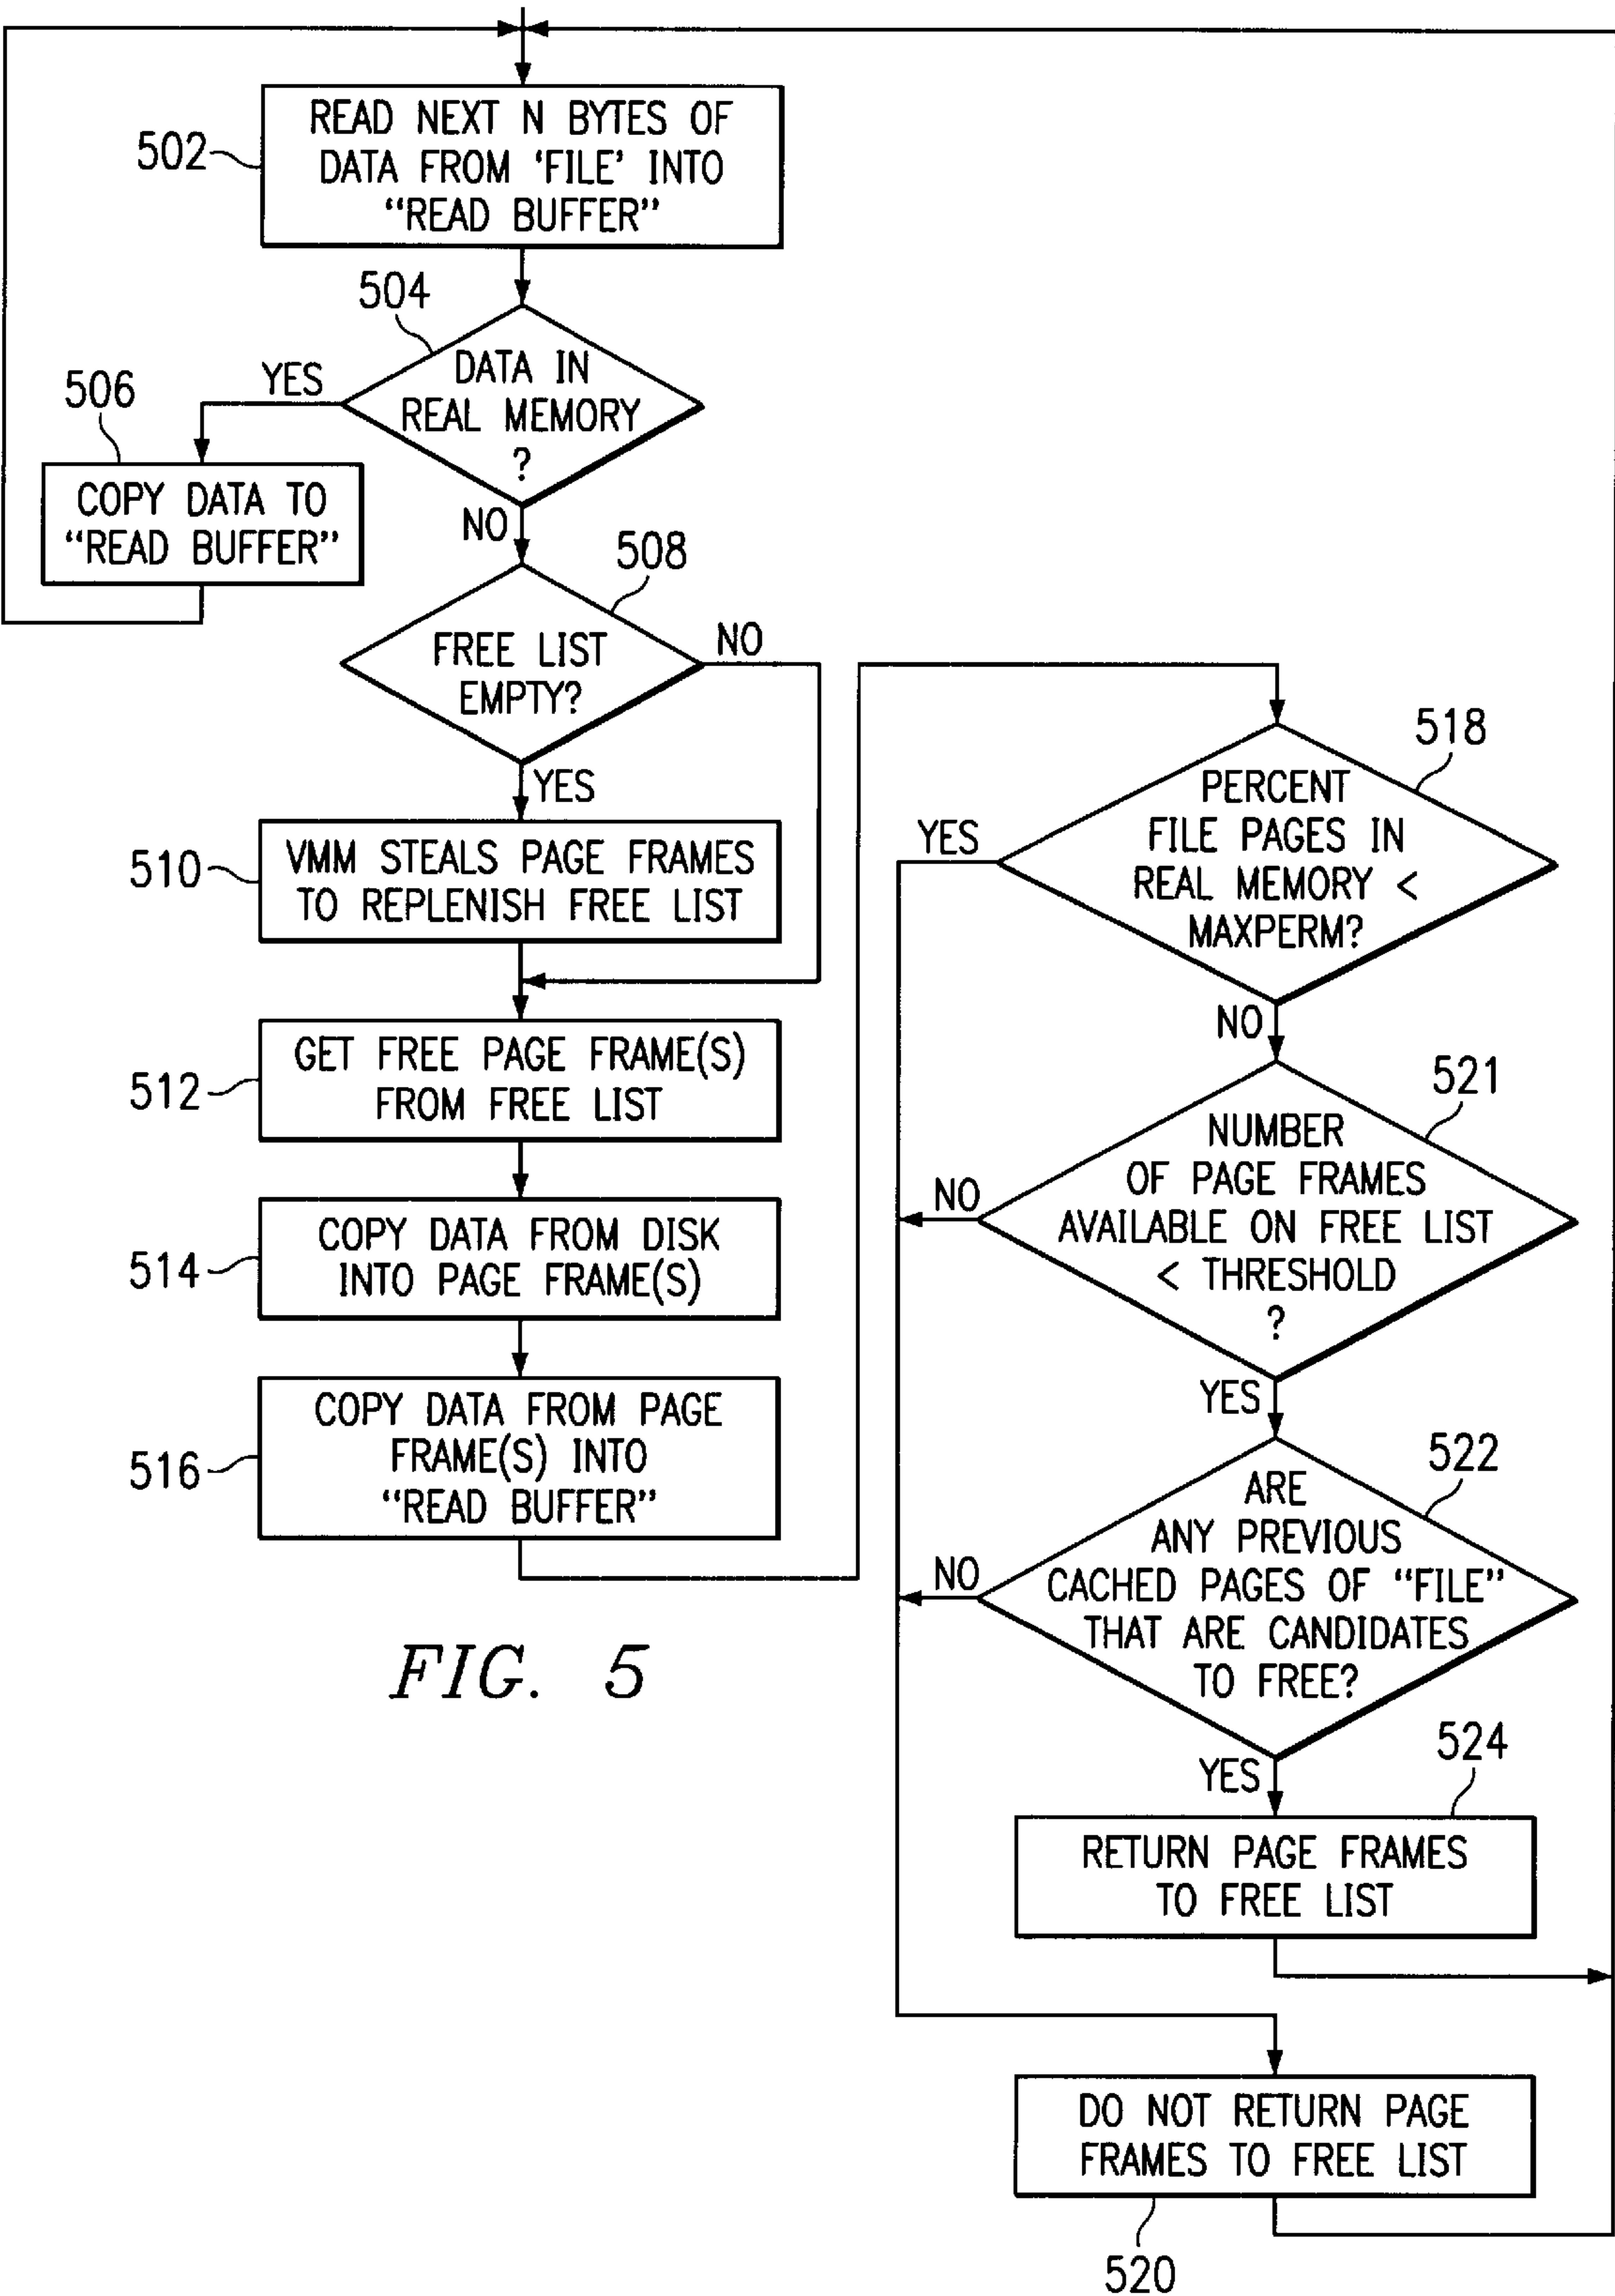 502
READ NEXT N BYTES OF
DATA FROM ‘FILE’ INTO
“READ BUFFER”
504
DATA IN
REAL MEMORY
?
YES
NO
506
COPY DATA TO
“READ BUFFER”
508
FREE LIST
EMPTY?
NO
YES
510
VMM STEALS PAGE FRAMES
TO REPLENISH FREE LIST
512
GET FREE PAGE FRAME(S)
FROM FREE LIST
514
COPY DATA FROM DISK
INTO PAGE FRAME(S)
516
COPY DATA FROM PAGE
FRAME(S) INTO
“READ BUFFER”
FIG. 5
518
PERCENT
FILE PAGES IN
REAL MEMORY <
MAXPERM?
YES
NO
521
NUMBER
OF PAGE FRAMES
AVAILABLE ON FREE LIST
< THRESHOLD
?
NO
YES
522
ARE
ANY PREVIOUS
CACHED PAGES OF “FILE”
THAT ARE CANDIDATES
TO FREE?
NO
YES
524
RETURN PAGE FRAMES
TO FREE LIST
DO NOT RETURN PAGE
FRAMES TO FREE LIST
520